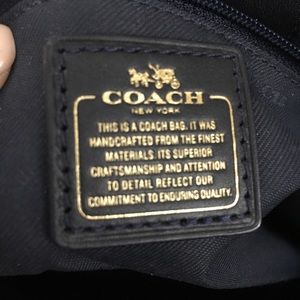 COACH
NEW YORK
THIS IS A COACH BAG. IT WAS
HANDCRAFTED FROM THE FINEST
MATERIALS. ITS SUPERIOR
CRAFTSMANSHIP AND ATTENTION
TO DETAIL REFLECT OUR
COMMITMENT TO ENDURING QUALITY.